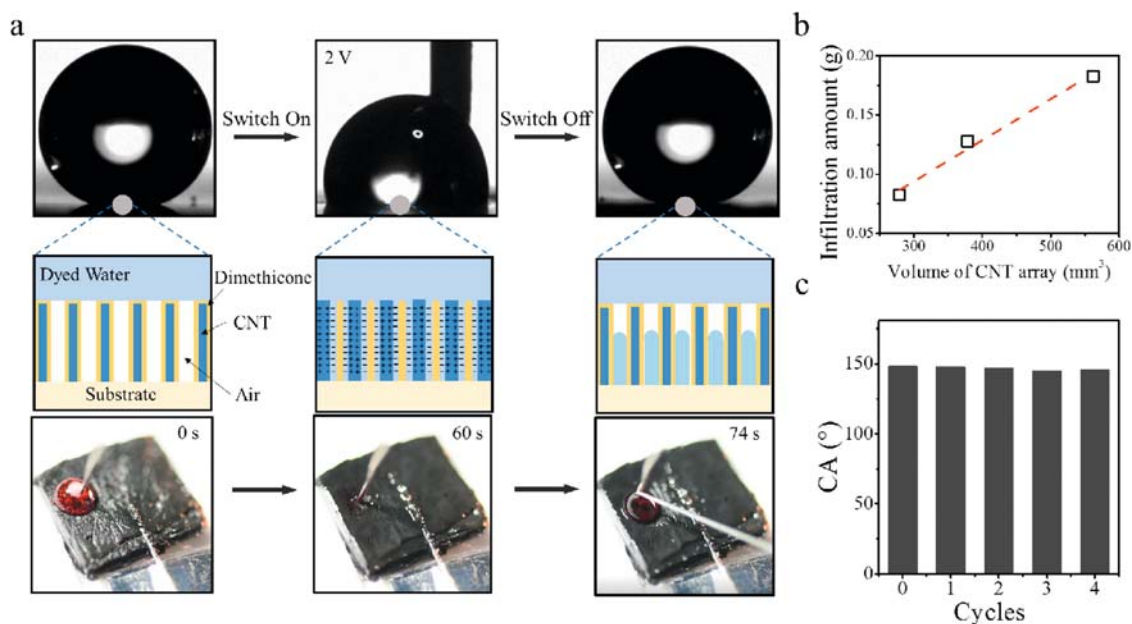 a
2 V
Switch On
Switch Off
Dyed Water
Dimethicone
CNT
Air
Substrate
0 s
60 s
74 s
b
Infiltration amount (g)
0.20
0.15
0.10
0.05
300
400
500
600
Volume of CNT array (mm³)
c
CA (°)
150
100
50
0
0
1
2
3
4
Cycles